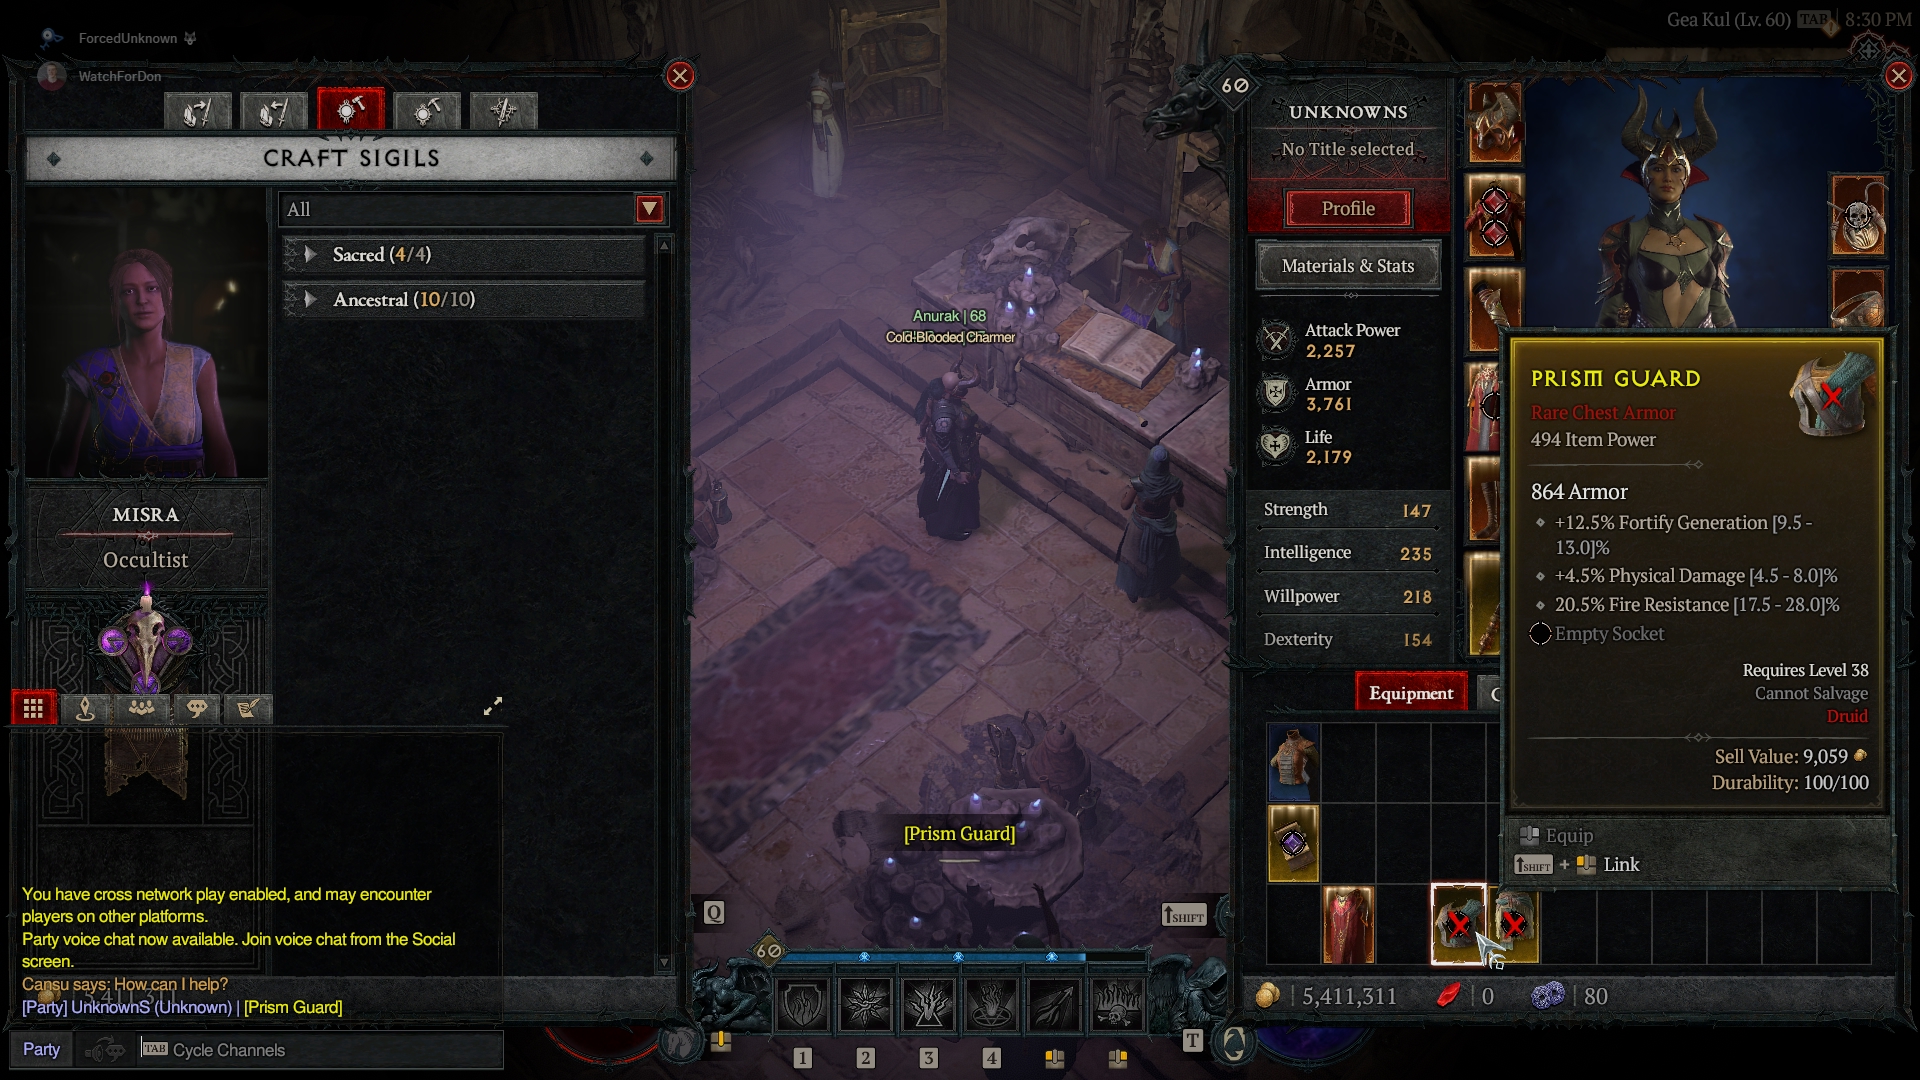 ForcedUnknown
WatchForDon
CRAFT SIGILS
All
Sacred (4/4)
Ancestral (10/10)
MISRA
Occultist
You have cross network play enabled, and may encounter
players on other platforms.
Party voice chat now available. Join voice chat from the Social
screen.
Cansu says: How can I help?
[Party] UnknownS (Unknown) | [Prism Guard]
Party
TAB Cycle Channels
Anurak | 68
Cold-Blooded Charmer
[Prism Guard]
Q
SHIFT
60
1
2
3
4
T
Gea Kul (Lv. 60) TAB 8:30 PM
60
UNKNOWNS
No Title selected
Profile
Materials & Stats
Attack Power
2,257
Armor
3,761
Life
2,179
Strength 147
Intelligence 235
Willpower 218
Dexterity 154
Equipment
C
PRISM GUARD
Rare Chest Armor
494 Item Power
864 Armor
+12.5% Fortify Generation [9.5 -
13.0]%
+4.5% Physical Damage [4.5 - 8.0]%
20.5% Fire Resistance [17.5 - 28.0]%
Empty Socket
Requires Level 38
Cannot Salvage
Druid
Sell Value: 9,059
Durability: 100/100
Equip
SHIFT + Link
5,411,311
0
80